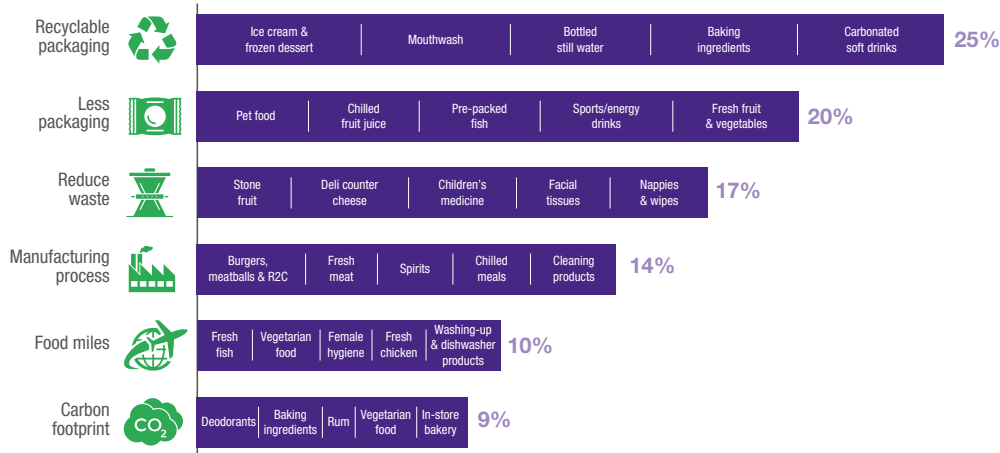 Recyclable
packaging
Ice cream &
frozen dessert
Mouthwash
Bottled
still water
Baking
ingredients
Carbonated
soft drinks
25%
Less
packaging
Pet food
Chilled
fruit juice
Pre-packed
fish
Sports/energy
drinks
Fresh fruit
& vegetables
20%
Reduce
waste
Stone
fruit
Deli counter
cheese
Children's
medicine
Facial
tissues
Nappies
& wipes
17%
Manufacturing
process
Burgers,
meatballs & R2C
Fresh
meat
Spirits
Chilled
meals
Cleaning
products
14%
Food miles
Fresh
fish
Vegetarian
food
Female
hygiene
Fresh
chicken
Washing-up
& dishwasher
products
10%
Carbon
footprint
CO2
Deodorants
Baking
ingredients
Rum
Vegetarian
food
In-store
bakery
9%